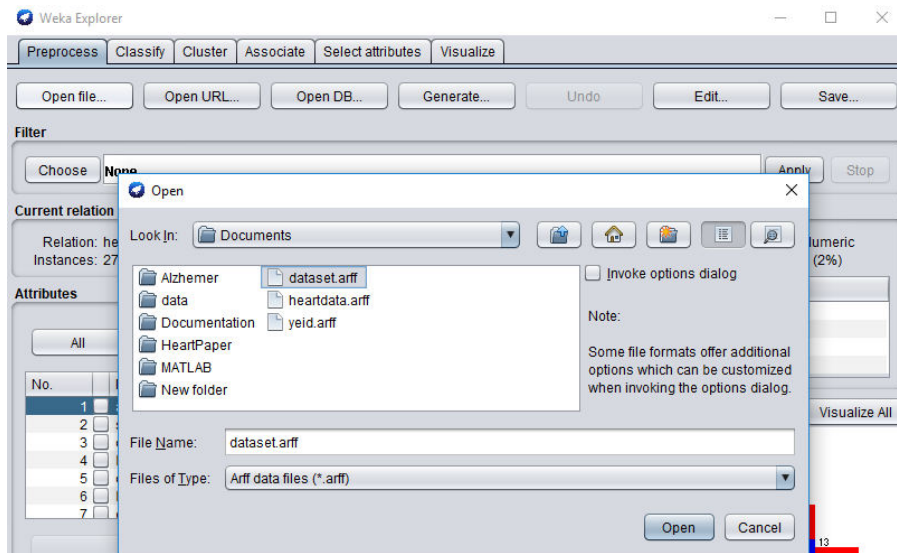 Weka Explorer
Preprocess Classify Cluster Associate Select attributes Visualize
Open file... Open URL... Open DB... Generate... Undo Edit... Save...
Filter
Choose None Apply Stop
Open
Current relation
Look In: Documents
Relation: he
Instances: 27
umeric
(2%)
Attributes
All
No.
1
2
3
4
5
6
7
Alzhemer dataset.arff
data heartdata.arff
Documentation yeid.arff
HeartPaper
MATLAB
New folder
Invoke options dialog
Note:
Some file formats offer additional
options which can be customized
when invoking the options dialog.
Visualize All
File Name: dataset.arff
Files of Type: Arff data files (*.arff)
Open Cancel
13